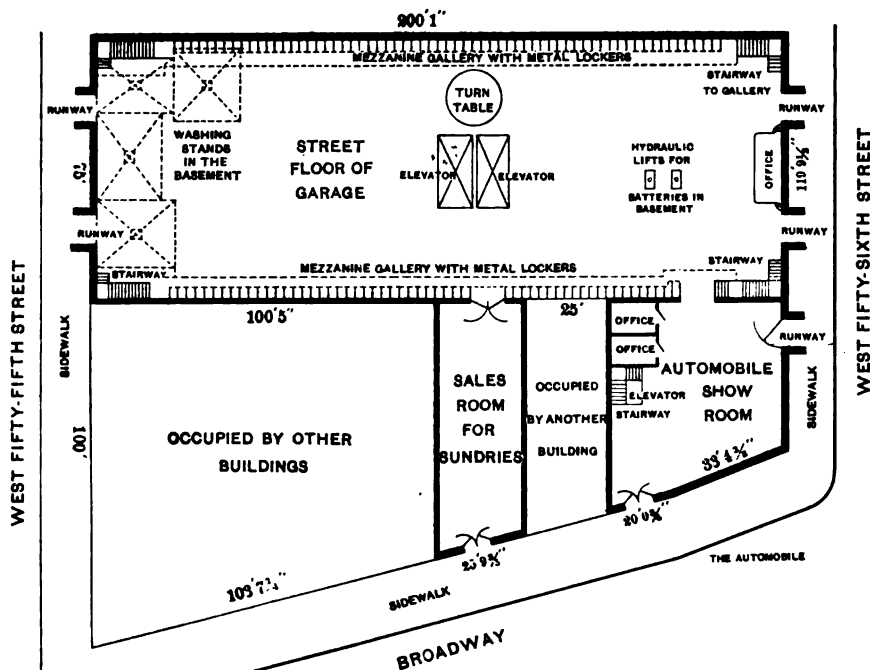 200'1"
MEZZANINE GALLERY WITH METAL LOCKERS
STAIRWAY
TO GALLERY
RUNWAY
RUNWAY
TURN
TABLE
WASHING
STANDS
IN THE
BASEMENT
STREET
FLOOR OF
GARAGE
ELEVATOR
ELEVATOR
HYDRAULIC
LIFTS FOR
BATTERIES IN
BASEMENT
OFFICE
110'9½"
75'
RUNWAY
RUNWAY
STAIRWAY
MEZZANINE GALLERY WITH METAL LOCKERS
STAIRWAY
WEST FIFTY-FIFTH STREET
WEST FIFTY-SIXTH STREET
SIDEWALK
100'5"
25'
OFFICE
OFFICE
RUNWAY
AUTOMOBILE
SHOW
ROOM
ELEVATOR
STAIRWAY
SIDEWALK
SALES
ROOM
FOR
SUNDRIES
OCCUPIED
BY ANOTHER
BUILDING
OCCUPIED BY OTHER
BUILDINGS
100'
SIDEWALK
THE AUTOMOBILE
BROADWAY